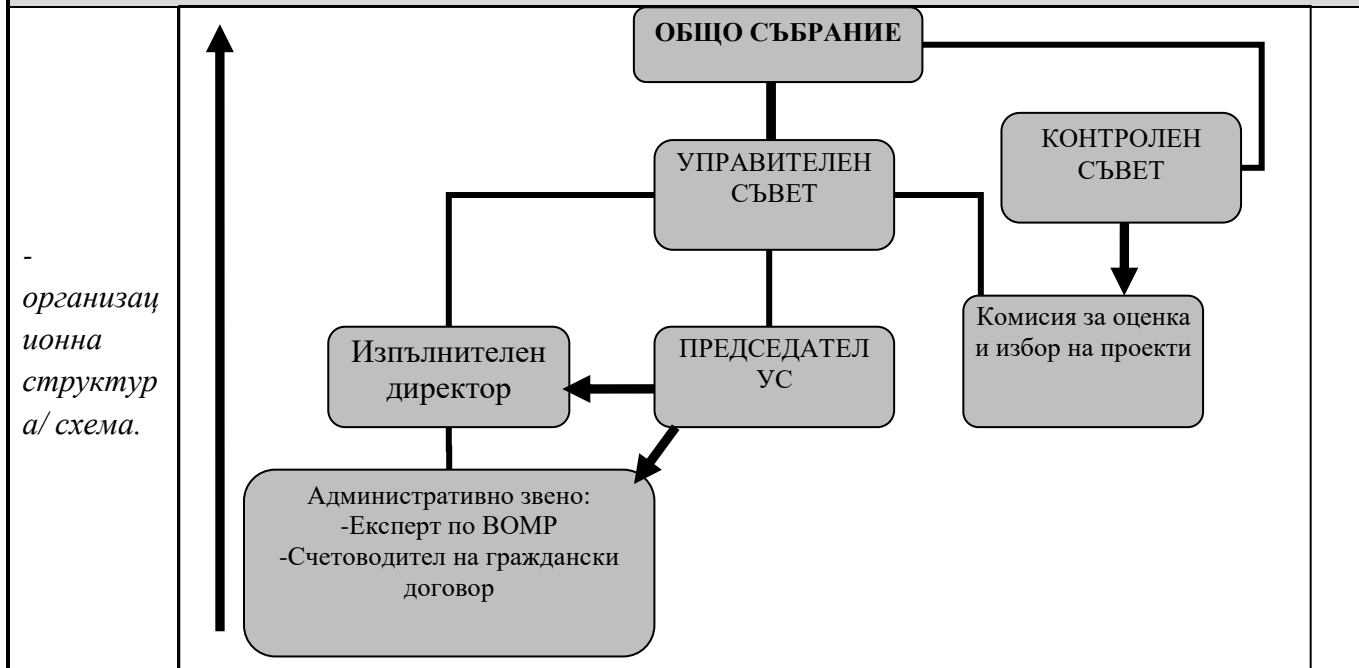 -
организац
ионна
структур
а/ схема.
ОБЩО СЪБРАНИЕ
УПРАВИТЕЛЕН
СЪВЕТ
КОНТРОЛЕН
СЪВЕТ
Изпълнителен
директор
ПРЕДСЕДАТЕЛ
УС
Комисия за оценка
и избор на проекти
Административно звено:
-Експерт по ВОМР
-Счетоводител на граждански
договор